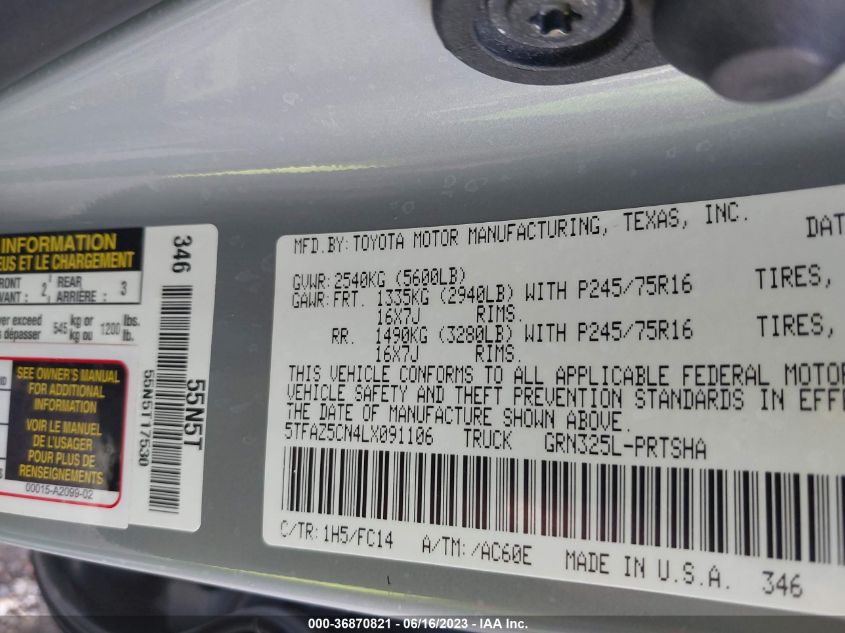 INFORMATION
EUS ET LE CHARGEMENT
RONT
VANT : 2
REAR
ARRIÈRE : 3
ver exceed 545 kg or 1200 lbs.
s dépasser kg ou lb.
SEE OWNER'S MANUAL
FOR ADDITIONAL
INFORMATION
VOIR LE MANUEL
DE L'USAGER
POUR PLUS DE
RENSEIGNEMENTS
00015-A2099-02
346
55N5T
55N5T17530
MFD.BY:TOYOTA MOTOR MANUFACTURING, TEXAS, INC. DAT
GVWR:2540KG (5600LB)
GAWR:FRT. 1335KG (2940LB) WITH P245/75R16 TIRES,
16X7J RIMS.
RR. 1490KG (3280LB) WITH P245/75R16 TIRES,
16X7J RIMS.
THIS VEHICLE CONFORMS TO ALL APPLICABLE FEDERAL MOTOR
VEHICLE SAFETY AND THEFT PREVENTION STANDARDS IN EFFE
THE DATE OF MANUFACTURE SHOWN ABOVE.
5TFAZ5CN4LX091106 TRUCK GRN325L-PRTSHA
C/TR:1H5/FC14 A/TM:/AC60E MADE IN U.S.A. 346
000-36870821 - 06/16/2023 - IAA Inc.